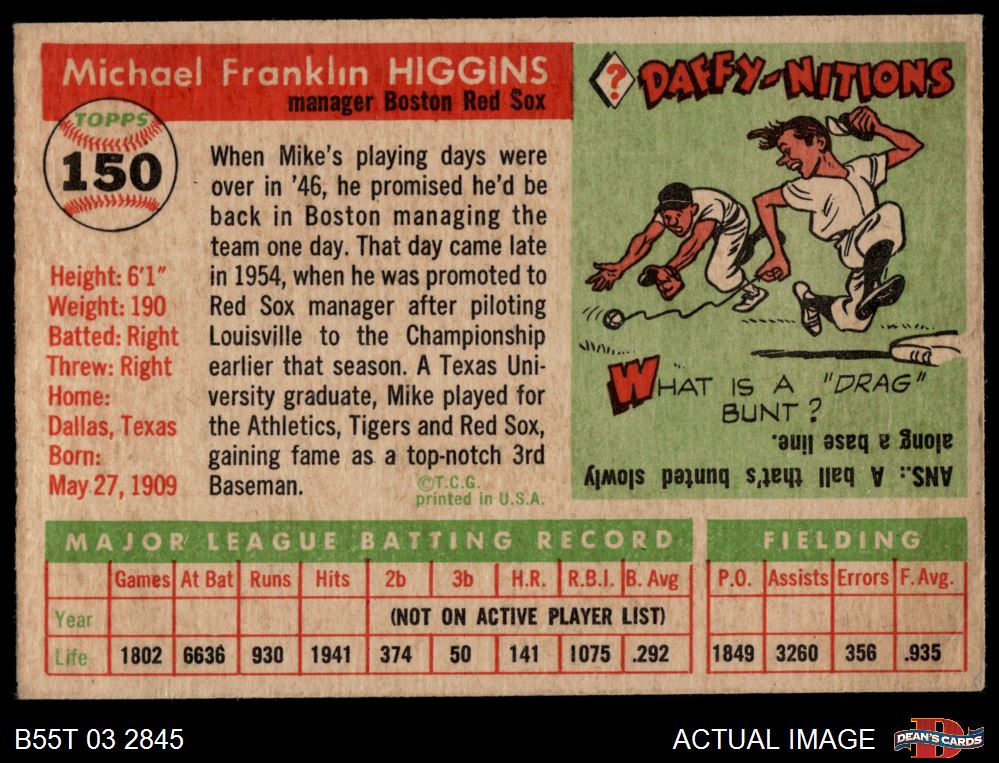 Michael Franklin HIGGINS
manager Boston Red Sox
TOPPS
150
Height: 6'1"
Weight: 190
Batted: Right
Threw: Right
Home:
Dallas, Texas
Born:
May 27, 1909
When Mike's playing days were
over in '46, he promised he'd be
back in Boston managing the
team one day. That day came late
in 1954, when he was promoted to
Red Sox manager after piloting
Louisville to the Championship
earlier that season. A Texas Uni-
versity graduate, Mike played for
the Athletics, Tigers and Red Sox,
gaining fame as a top-notch 3rd
Baseman.
©T.C.G.
printed in U.S.A.
? DAFFY-NITIONS
WHAT IS A "DRAG"
BUNT?
ANS.: A ball that's bunted slowly
along a base line.
MAJOR LEAGUE BATTING RECORD FIELDING
Games At Bat Runs Hits 2b 3b H.R. R.B.I. B. Avg P.O. Assists Errors F. Avg.
Year (NOT ON ACTIVE PLAYER LIST)
Life 1802 6636 930 1941 374 50 141 1075 .292 1849 3260 356 .935
B55T 03 2845
ACTUAL IMAGE
DEAN'S CARDS